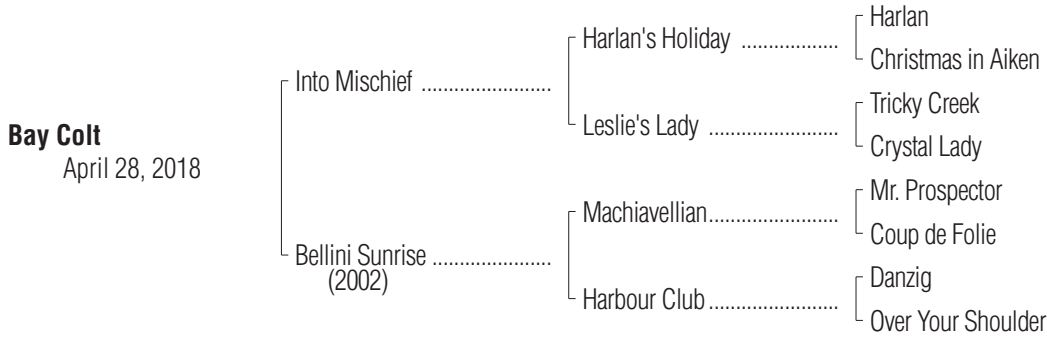 Harlan
Harlan's Holiday ..................
Christmas in Aiken
Into Mischief ........................
Tricky Creek
Leslie's Lady ........................
Crystal Lady
Bay Colt
April 28, 2018
Mr. Prospector
Machiavellian........................
Coup de Folie
Bellini Sunrise ......................
(2002)
Danzig
Harbour Club........................
Over Your Shoulder